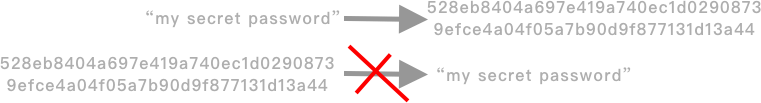 “my secret password”
528eb8404a697e419a740ec1d0290873
9efce4a04f05a7b90d9f877131d13a44
528eb8404a697e419a740ec1d0290873
9efce4a04f05a7b90d9f877131d13a44
“my secret password”